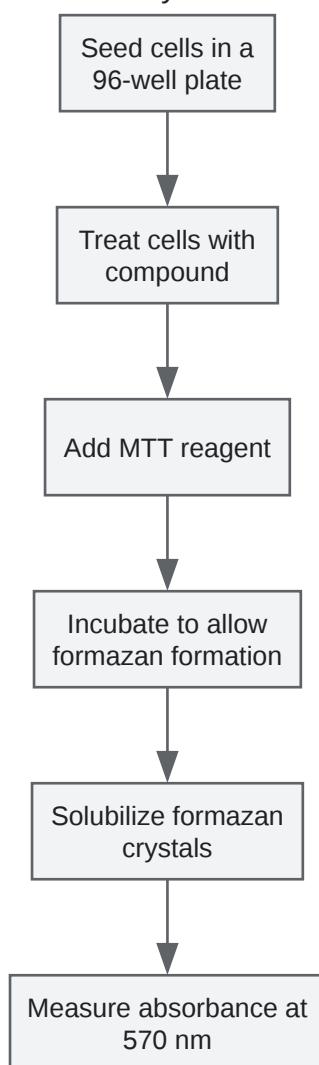 Seed cells in a
96-well plate
Treat cells with
compound
Add MTT reagent
Incubate to allow
formazan formation
Solubilize formazan
crystals
Measure absorbance at
570 nm